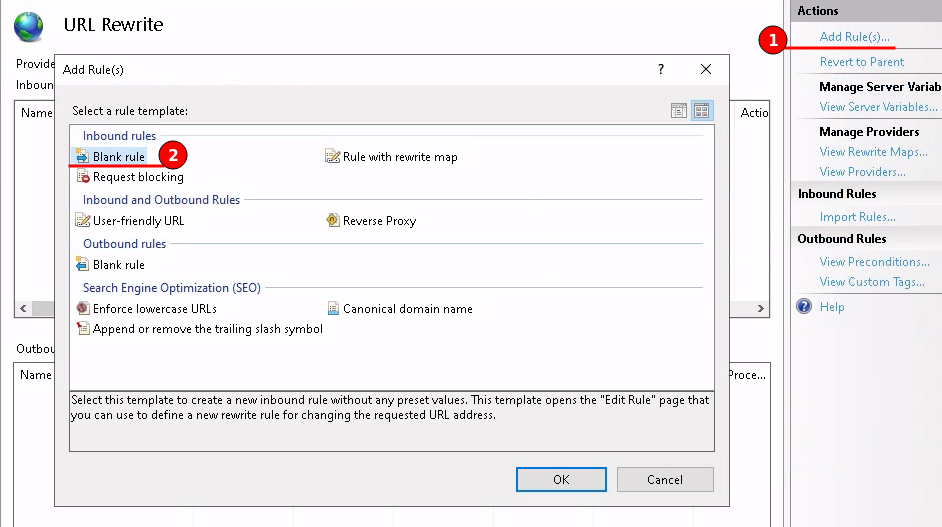 URL Rewrite
Provide
Inboun
Name
Actio
Add Rule(s)
?
Select a rule template:
Inbound rules
Blank rule
2
Rule with rewrite map
Request blocking
Inbound and Outbound Rules
User-friendly URL
Reverse Proxy
Outbound rules
Blank rule
Search Engine Optimization (SEO)
Enforce lowercase URLs
Canonical domain name
Append or remove the trailing slash symbol
Select this template to create a new inbound rule without any preset values. This template opens the "Edit Rule" page that
you can use to define a new rewrite rule for changing the requested URL address.
OK
Cancel
Outbou
Name
Proce...
Actions
1
Add Rule(s)...
Revert to Parent
Manage Server Variab
View Server Variables...
Manage Providers
View Rewrite Maps...
View Providers...
Inbound Rules
Import Rules...
Outbound Rules
View Preconditions...
View Custom Tags...
Help